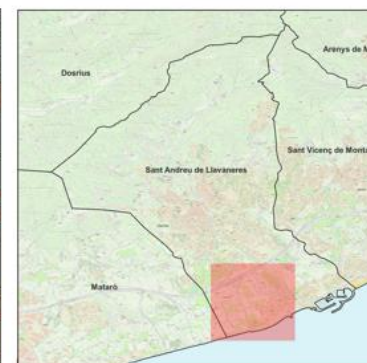 Arenys de M
Dosrius
Sant Vicenç de Monta
Sant Andreu de Llavaneres
Mataró